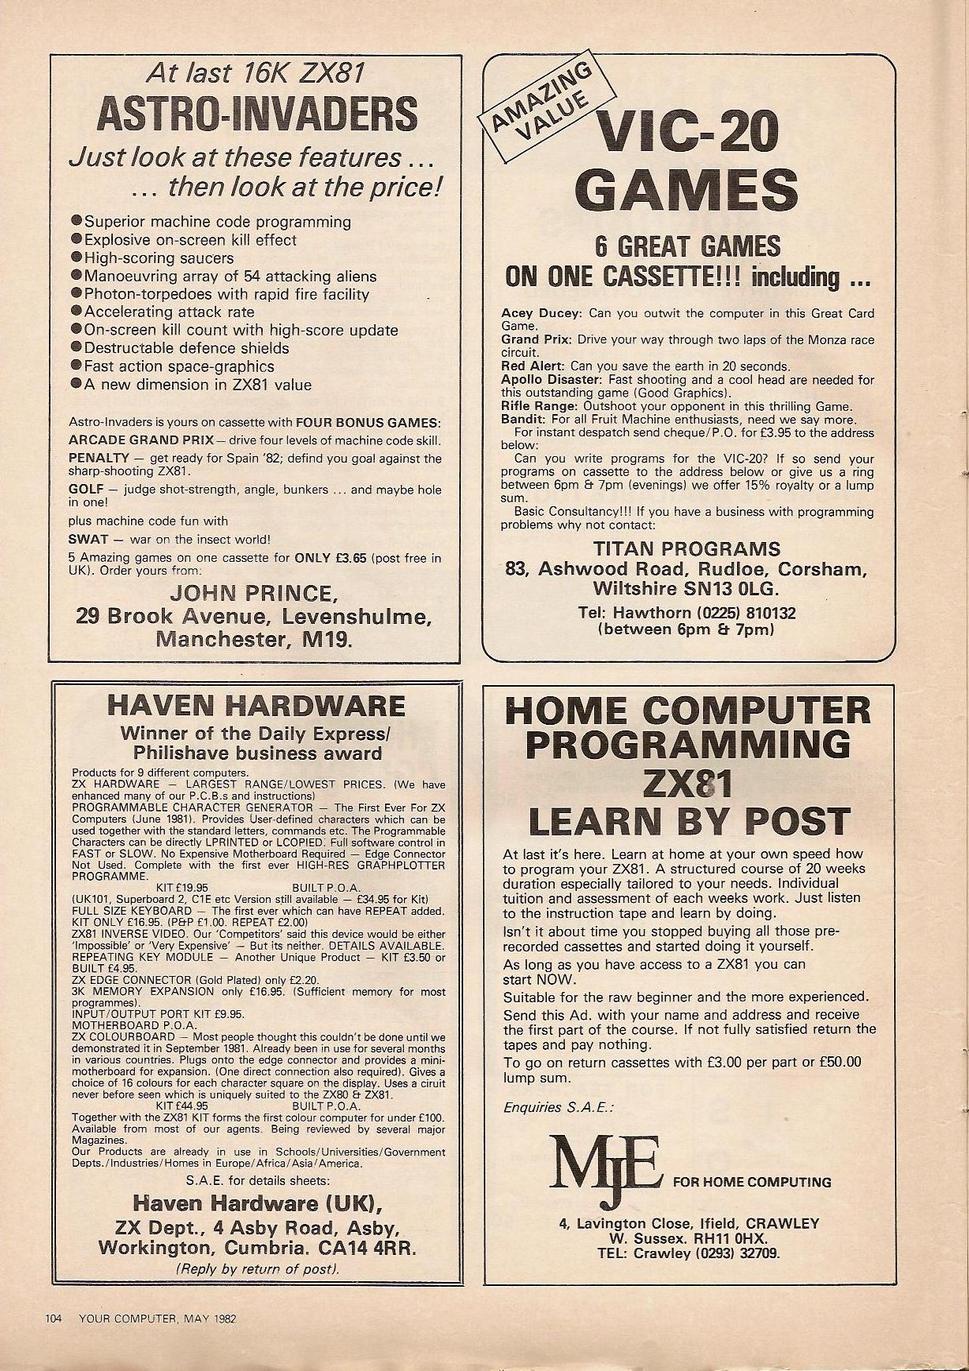 At last 16K ZX81
ASTRO-INVADERS
Just look at these features ...
... then look at the price!
●Superior machine code programming
●Explosive on-screen kill effect
●High-scoring saucers
●Manoeuvring array of 54 attacking aliens
●Photon-torpedoes with rapid fire facility
●Accelerating attack rate
●On-screen kill count with high-score update
●Destructable defence shields
●Fast action space-graphics
●A new dimension in ZX81 value
Astro-Invaders is yours on cassette with FOUR BONUS GAMES:
ARCADE GRAND PRIX — drive four levels of machine code skill.
PENALTY — get ready for Spain '82; defind you goal against the
sharp-shooting ZX81.
GOLF — judge shot-strength, angle, bunkers ... and maybe hole
in one!
plus machine code fun with
SWAT — war on the insect world!
5 Amazing games on one cassette for ONLY £3.65 (post free in
UK). Order yours from:
JOHN PRINCE,
29 Brook Avenue, Levenshulme,
Manchester, M19.
AMAZING
VALUE
VIC-20
GAMES
6 GREAT GAMES
ON ONE CASSETTE!!! including ...
Acey Ducey: Can you outwit the computer in this Great Card
Game.
Grand Prix: Drive your way through two laps of the Monza race
circuit.
Red Alert: Can you save the earth in 20 seconds.
Apollo Disaster: Fast shooting and a cool head are needed for
this outstanding game (Good Graphics).
Rifle Range: Outshoot your opponent in this thrilling Game.
Bandit: For all Fruit Machine enthusiasts, need we say more.
For instant despatch send cheque/P.O. for £3.95 to the address
below:
Can you write programs for the VIC-20? If so send your
programs on cassette to the address below or give us a ring
between 6pm & 7pm (evenings) we offer 15% royalty or a lump
sum.
Basic Consultancy!!! If you have a business with programming
problems why not contact:
TITAN PROGRAMS
83, Ashwood Road, Rudloe, Corsham,
Wiltshire SN13 0LG.
Tel: Hawthorn (0225) 810132
(between 6pm & 7pm)
HAVEN HARDWARE
Winner of the Daily Express/
Philishave business award
Products for 9 different computers.
ZX HARDWARE — LARGEST RANGE/LOWEST PRICES. (We have
enhanced many of our P.C.B.s and instructions)
PROGRAMMABLE CHARACTER GENERATOR — The First Ever For ZX
Computers (June 1981). Provides User-defined characters which can be
used together with the standard letters, commands etc. The Programmable
Characters can be directly LPRINTED or LCOPIED. Full software control in
FAST or SLOW. No Expensive Motherboard Required — Edge Connector
Not Used. Complete with the first ever HIGH-RES GRAPHPLOTTER
PROGRAMME.
KIT £19.95 BUILT P.O.A.
(UK101, Superboard 2, C1E etc Version still available — £34.95 for Kit)
FULL SIZE KEYBOARD — The first ever which can have REPEAT added.
KIT ONLY £16.95. (P&P £1.00. REPEAT £2.00)
ZX81 INVERSE VIDEO. Our 'Competitors' said this device would be either
'Impossible' or 'Very Expensive' — But its neither. DETAILS AVAILABLE.
REPEATING KEY MODULE — Another Unique Product — KIT £3.50 or
BUILT £4.95.
ZX EDGE CONNECTOR (Gold Plated) only £2.20.
3K MEMORY EXPANSION only £16.95. (Sufficient memory for most
programmes).
INPUT/OUTPUT PORT KIT £9.95.
MOTHERBOARD P.O.A.
ZX COLOURBOARD — Most people thought this couldn't be done until we
demonstrated it in September 1981. Already been in use for several months
in various countries. Plugs onto the edge connector and provides a mini-
motherboard for expansion. (One direct connection also required). Gives a
choice of 16 colours for each character square on the display. Uses a ciruit
never before seen which is uniquely suited to the ZX80 & ZX81.
KIT £44.95 BUILT P.O.A.
Together with the ZX81 KIT forms the first colour computer for under £100.
Available from most of our agents. Being reviewed by several major
Magazines.
Our Products are already in use in Schools/Universities/Government
Depts./Industries/Homes in Europe/Africa/Asia/America.
S.A.E. for details sheets:
Haven Hardware (UK),
ZX Dept., 4 Asby Road, Asby,
Workington, Cumbria. CA14 4RR.
(Reply by return of post).
HOME COMPUTER
PROGRAMMING
ZX81
LEARN BY POST
At last it's here. Learn at home at your own speed how
to program your ZX81. A structured course of 20 weeks
duration especially tailored to your needs. Individual
tuition and assessment of each weeks work. Just listen
to the instruction tape and learn by doing.
Isn't it about time you stopped buying all those pre-
recorded cassettes and started doing it yourself.
As long as you have access to a ZX81 you can
start NOW.
Suitable for the raw beginner and the more experienced.
Send this Ad. with your name and address and receive
the first part of the course. If not fully satisfied return the
tapes and pay nothing.
To go on return cassettes with £3.00 per part or £50.00
lump sum.
Enquiries S.A.E.:
MJE FOR HOME COMPUTING
4, Lavington Close, Ifield, CRAWLEY
W. Sussex. RH11 0HX.
TEL: Crawley (0293) 32709.
104 YOUR COMPUTER, MAY 1982